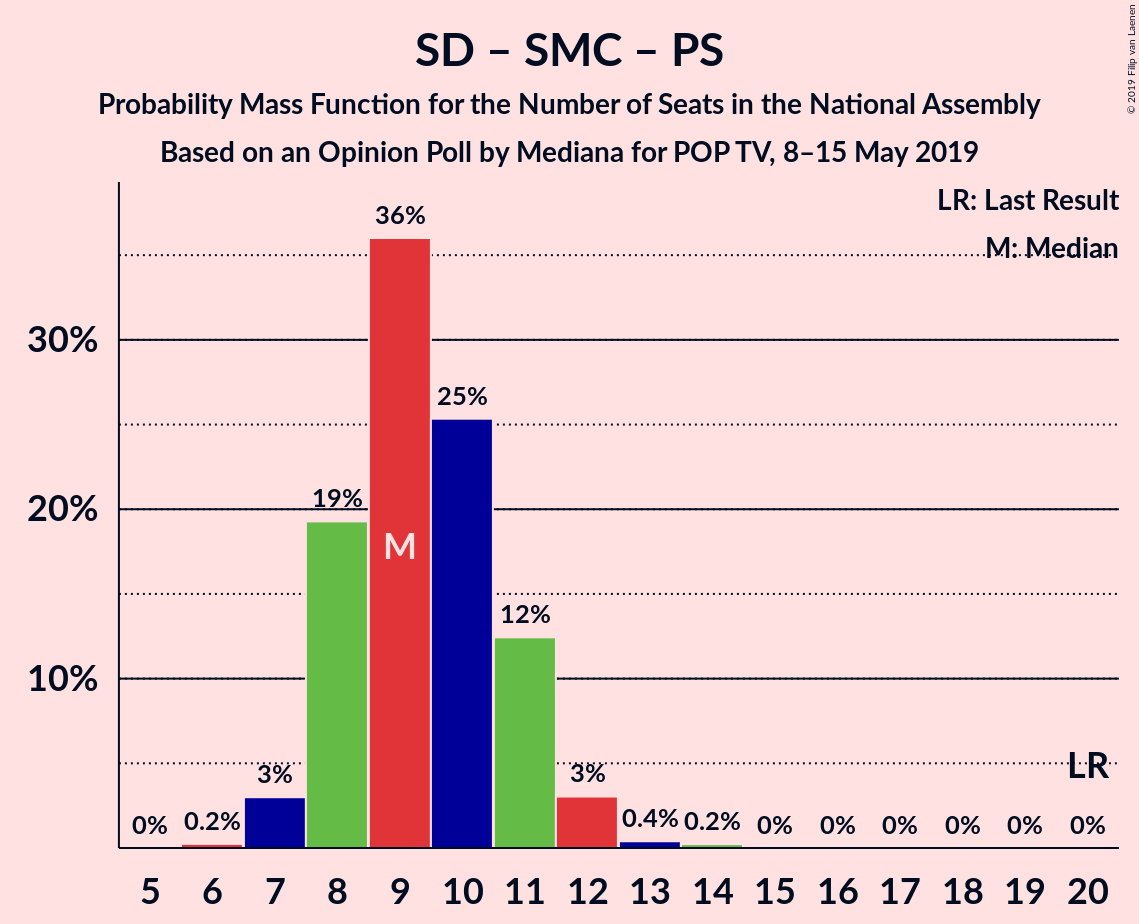 SD – SMC – PS
Probability Mass Function for the Number of Seats in the National Assembly
Based on an Opinion Poll by Mediana for POP TV, 8–15 May 2019
© 2019 Filip van Laenen
LR: Last Result
M: Median
36%
30%
25%
19%
20%
M
12%
10%
LR
3%
3%
0%
0.2%
0.4%
0.2%
0%
0%
0%
0%
0%
0%
5 6 7 8 9 10 11 12 13 14 15 16 17 18 19 20